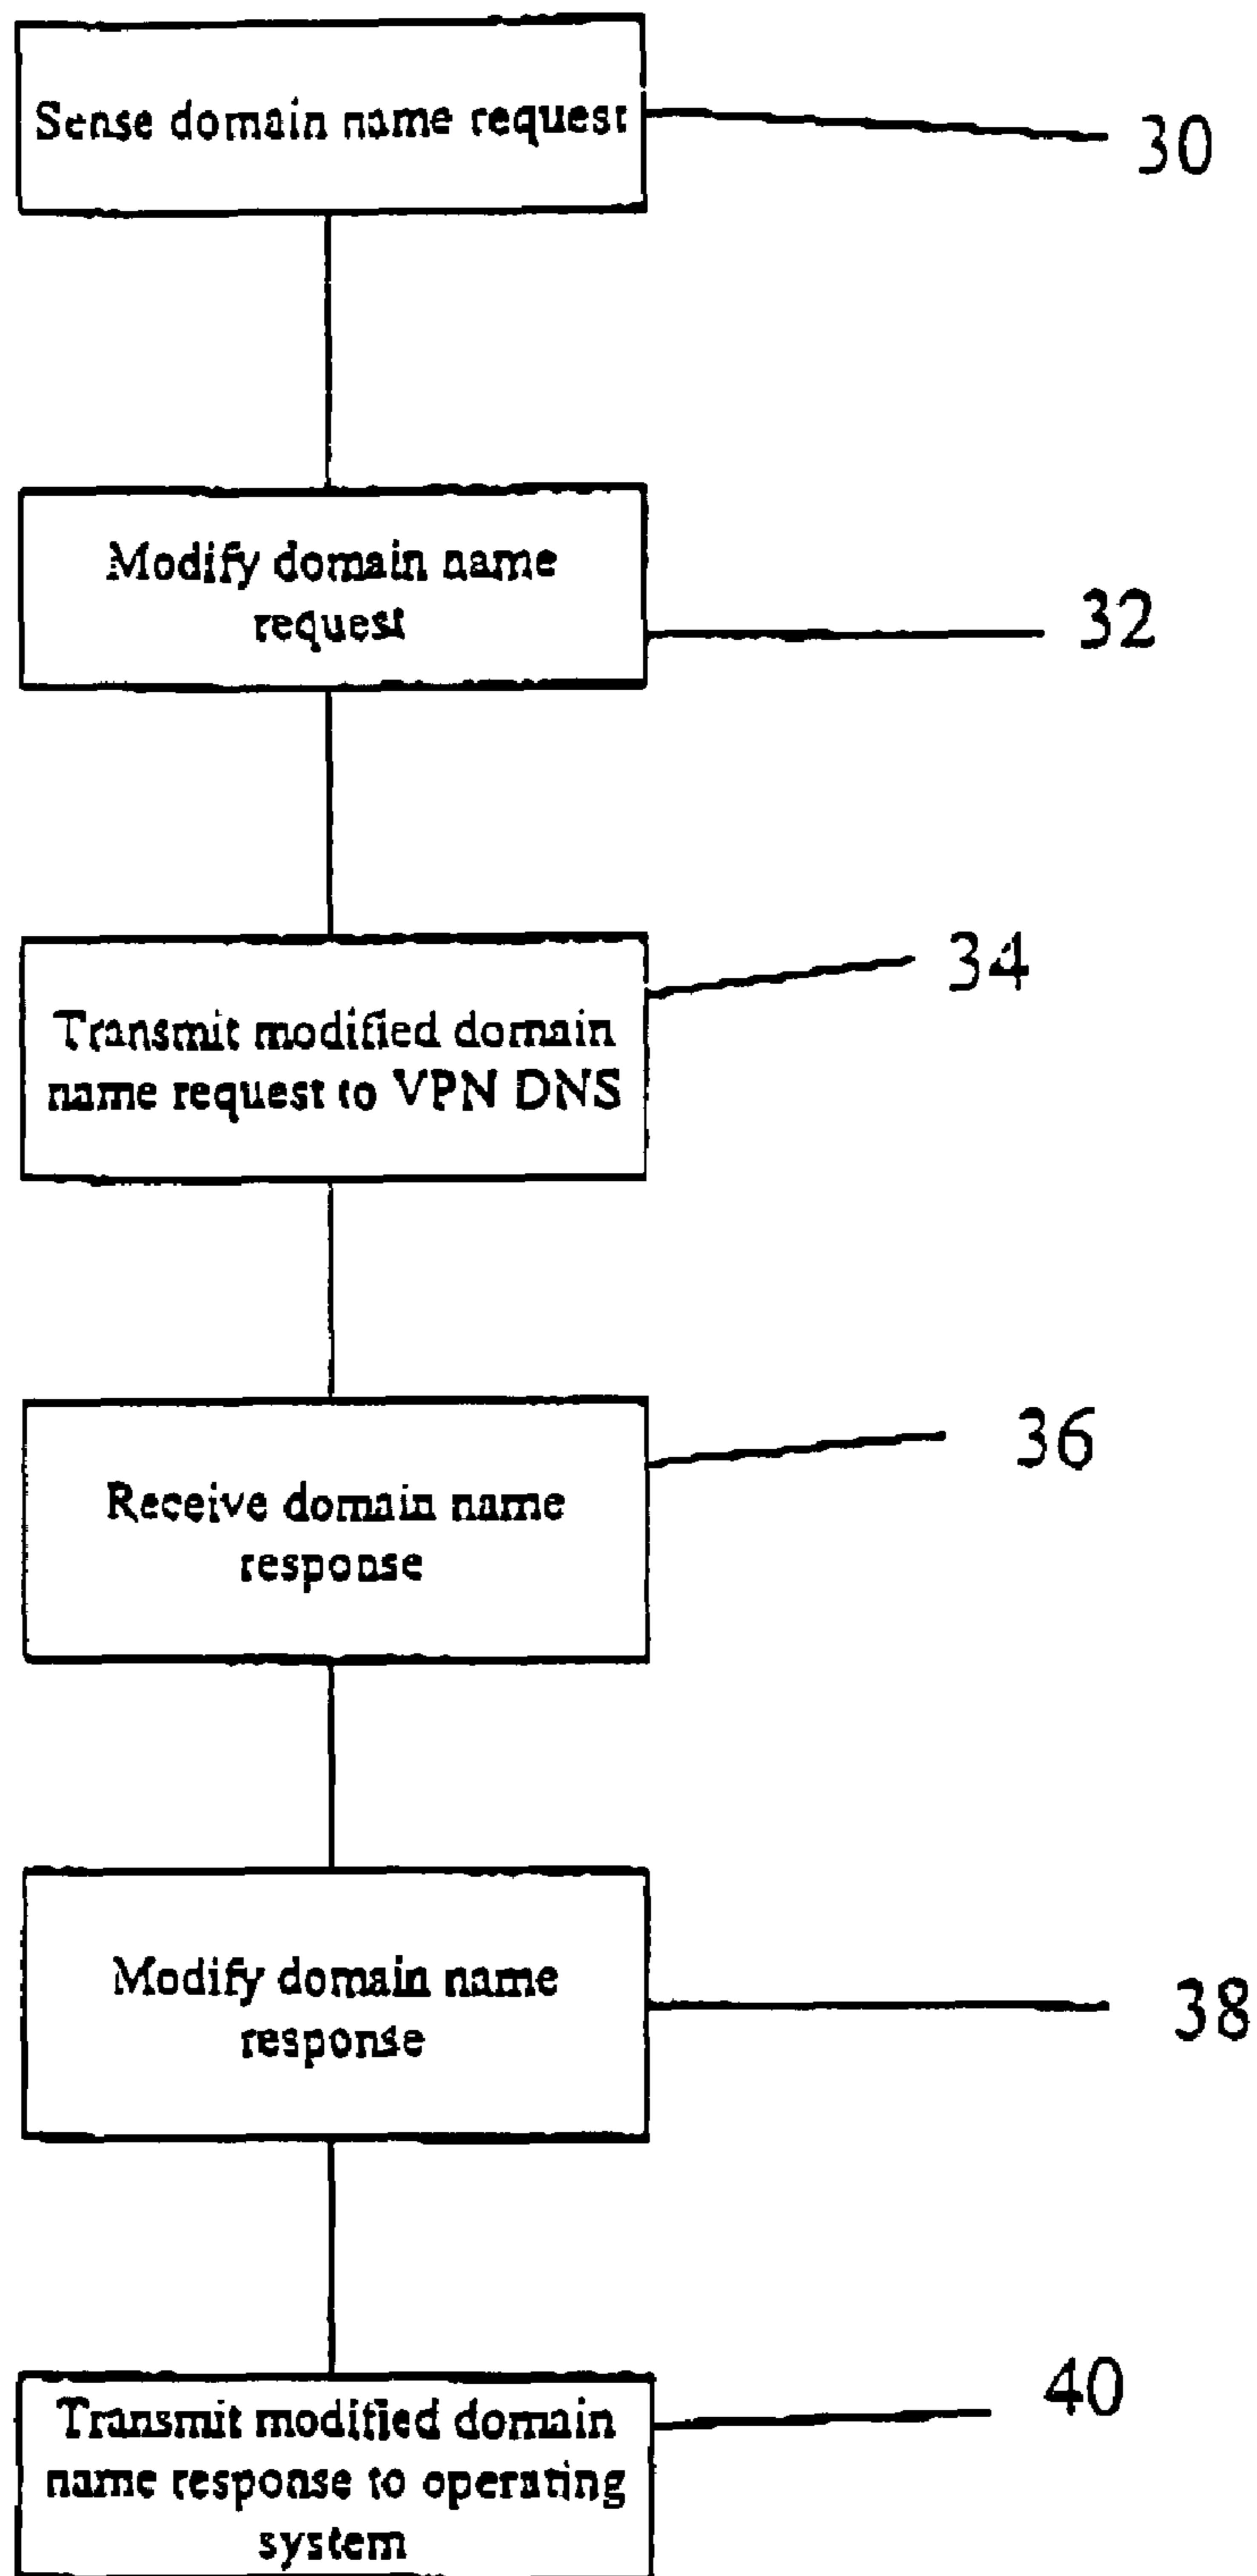 Sense domain name request
30
Modify domain name
request
32
34
Transmit modified domain
name request to VPN DNS
36
Receive domain name
response
Modify domain name
response
38
40
Transmit modified domain
name response to operating
system